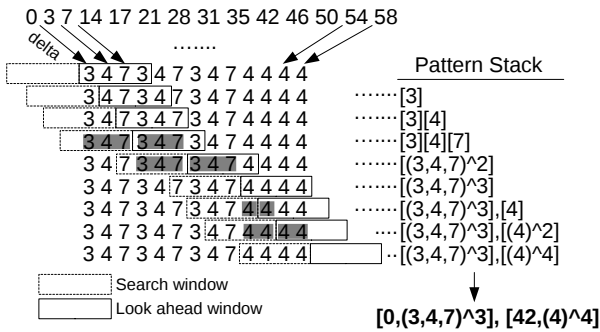 0 3 7 14 17 21 28 31 35 42 46 50 54 58
delta
.......
3 4 7 3 4 7 3 4 7 4 4 4 4
Pattern Stack
3 4 7 3 4 7 3 4 7 4 4 4 4 .......[3]
3 4 7 3 4 7 3 4 7 4 4 4 4 .......[3][4]
3 4 7 3 4 7 3 4 7 4 4 4 4 .......[3][4][7]
3 4 7 3 4 7 3 4 7 4 4 4 4 .......[(3,4,7)^2]
3 4 7 3 4 7 3 4 7 4 4 4 4 .......[(3,4,7)^3]
3 4 7 3 4 7 3 4 7 4 4 4 4 .......[(3,4,7)^3],[4]
3 4 7 3 4 7 3 4 7 4 4 4 4 ....[(3,4,7)^3],[(4)^2]
3 4 7 3 4 7 3 4 7 4 4 4 4 ..[(3,4,7)^3],[(4)^4]
Search window
Look ahead window
[0,(3,4,7)^3], [42,(4)^4]